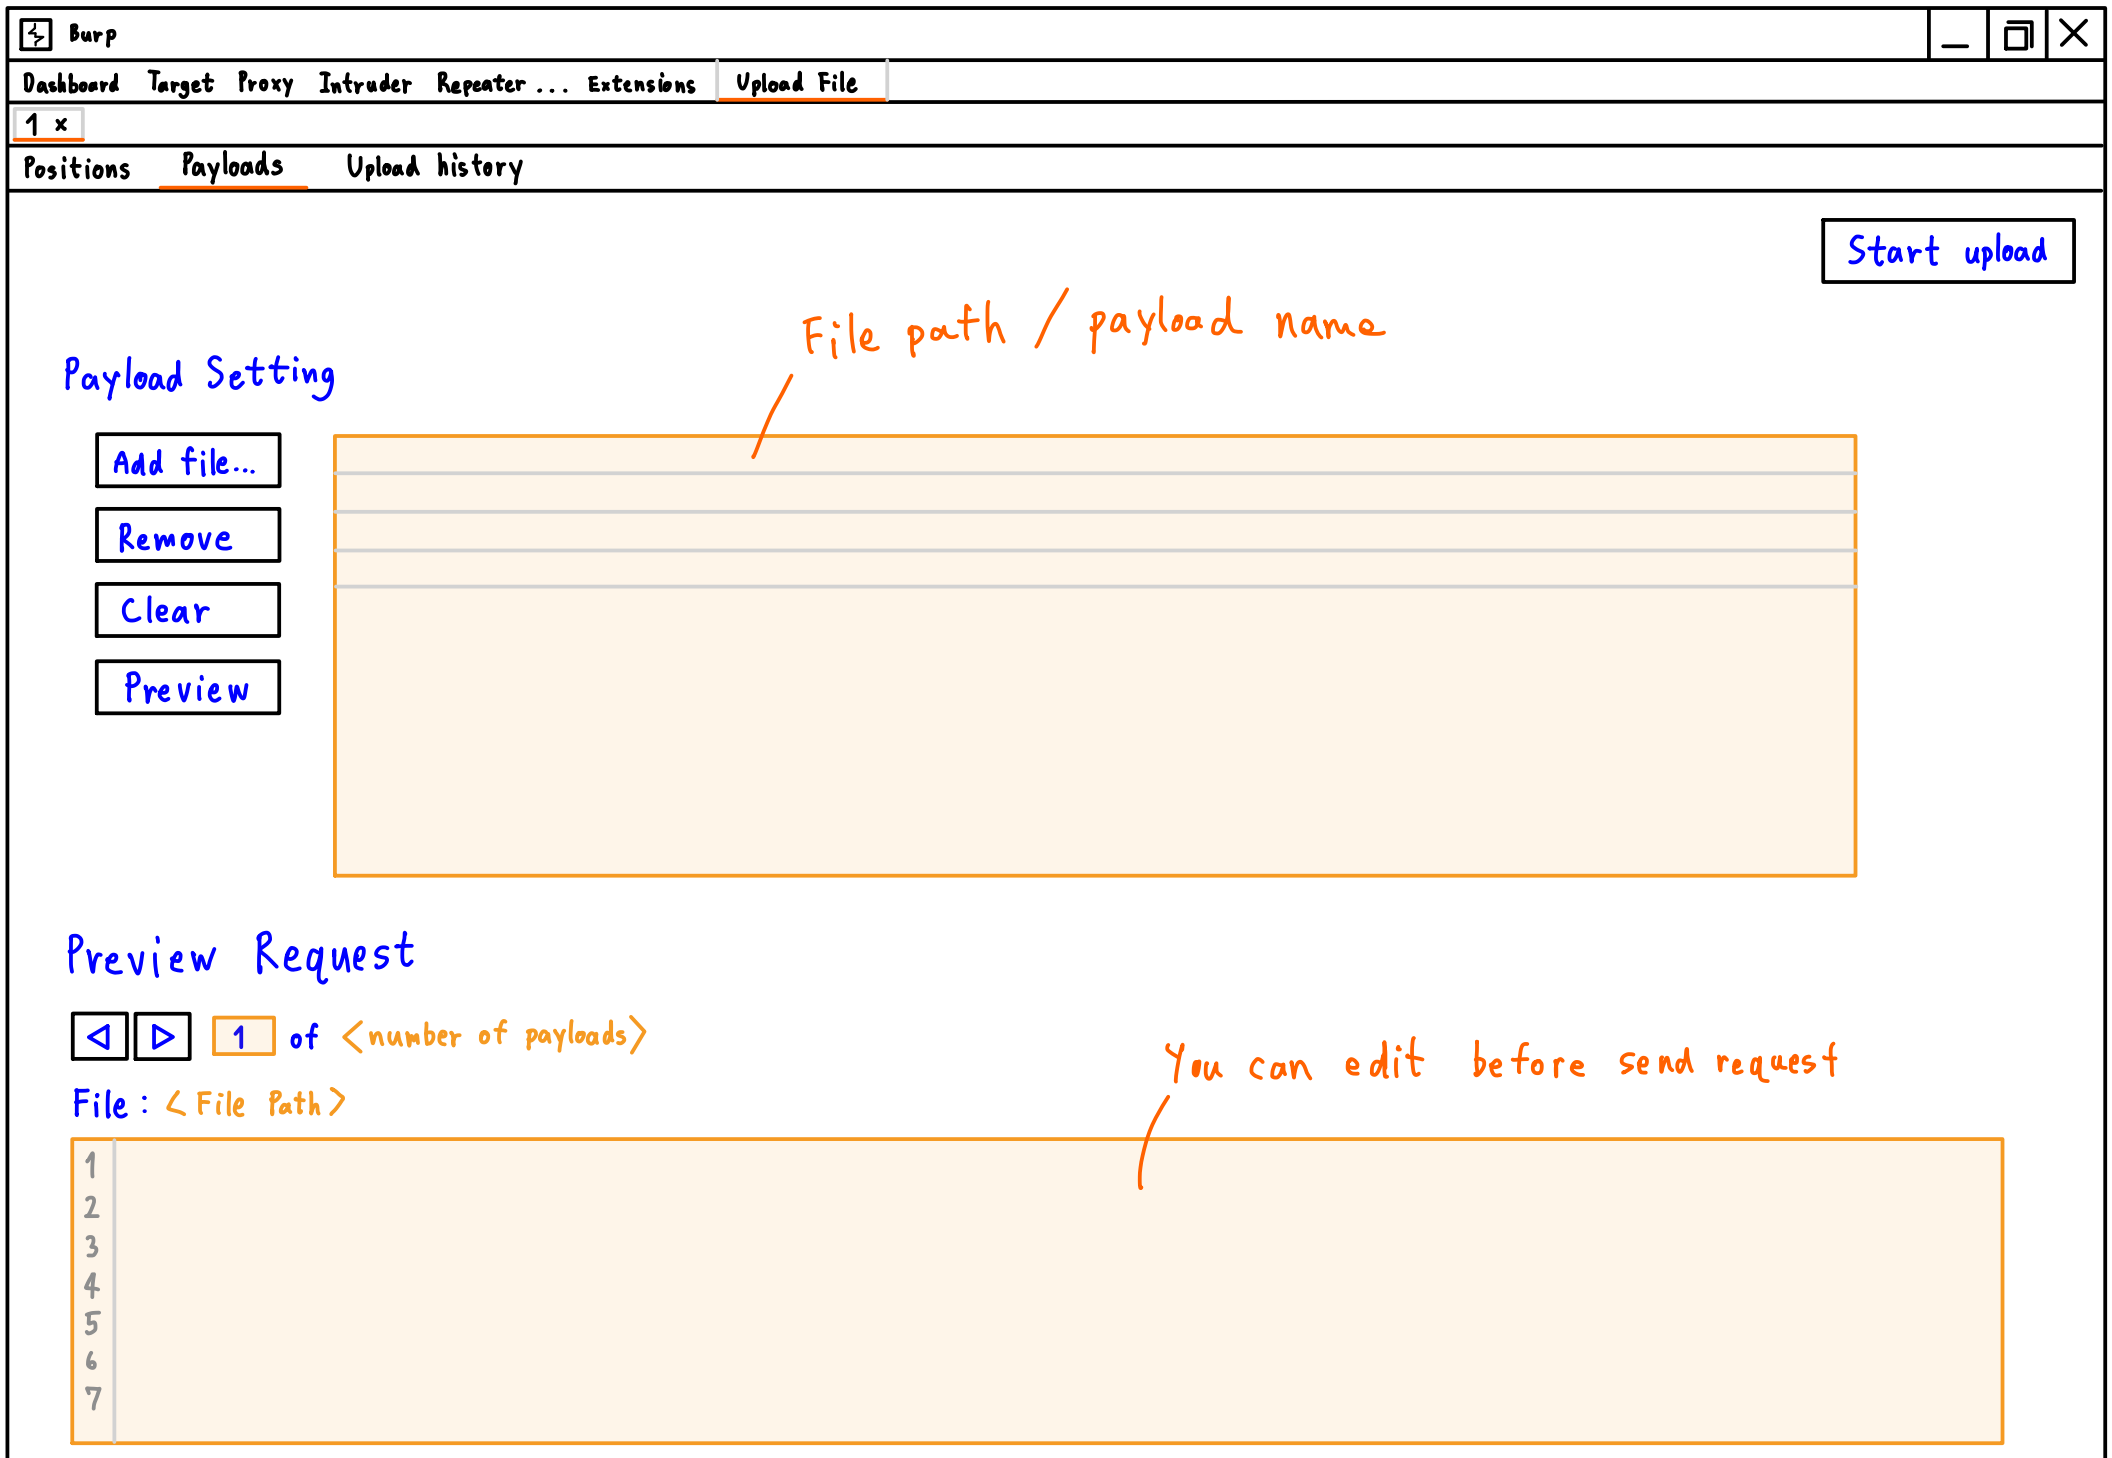 Burp
Dashboard Target Proxy Intruder Repeater ... Extensions Upload File
1 ×
Positions Payloads Upload history
Start upload
File path / payload name
Payload Setting
Add file...
Remove
Clear
Preview
Preview Request
1 of <number of payloads>
You can edit before send request
File : <File Path>
1
2
3
4
5
6
7